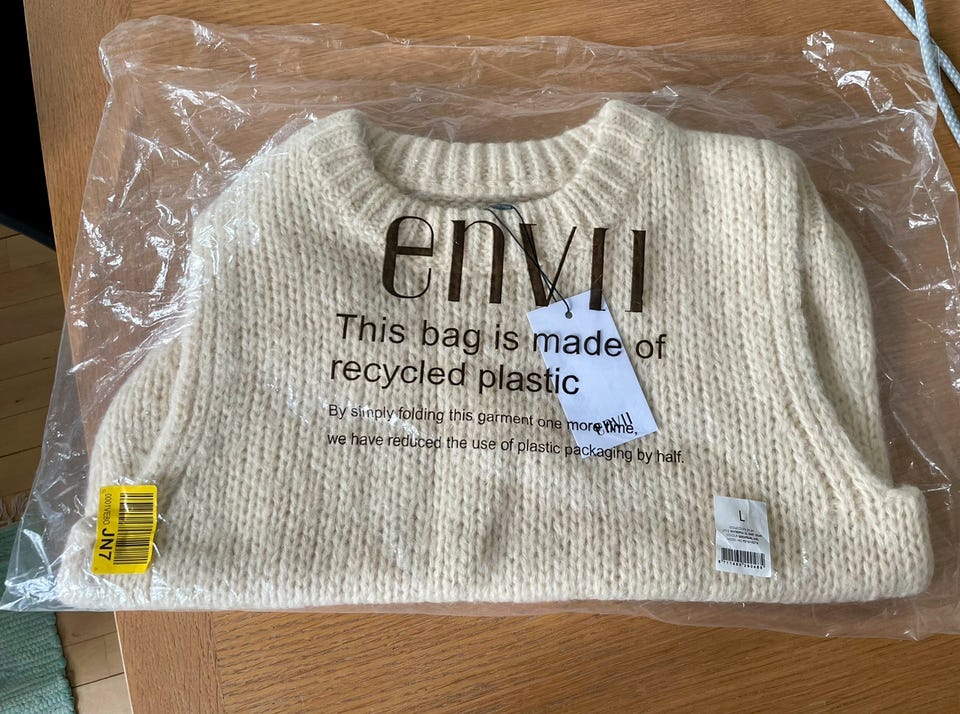 envii
This bag is made of
recycled plastic
By simply folding this garment one more time,
we have reduced the use of plastic packaging by half.
envii
JN7
L